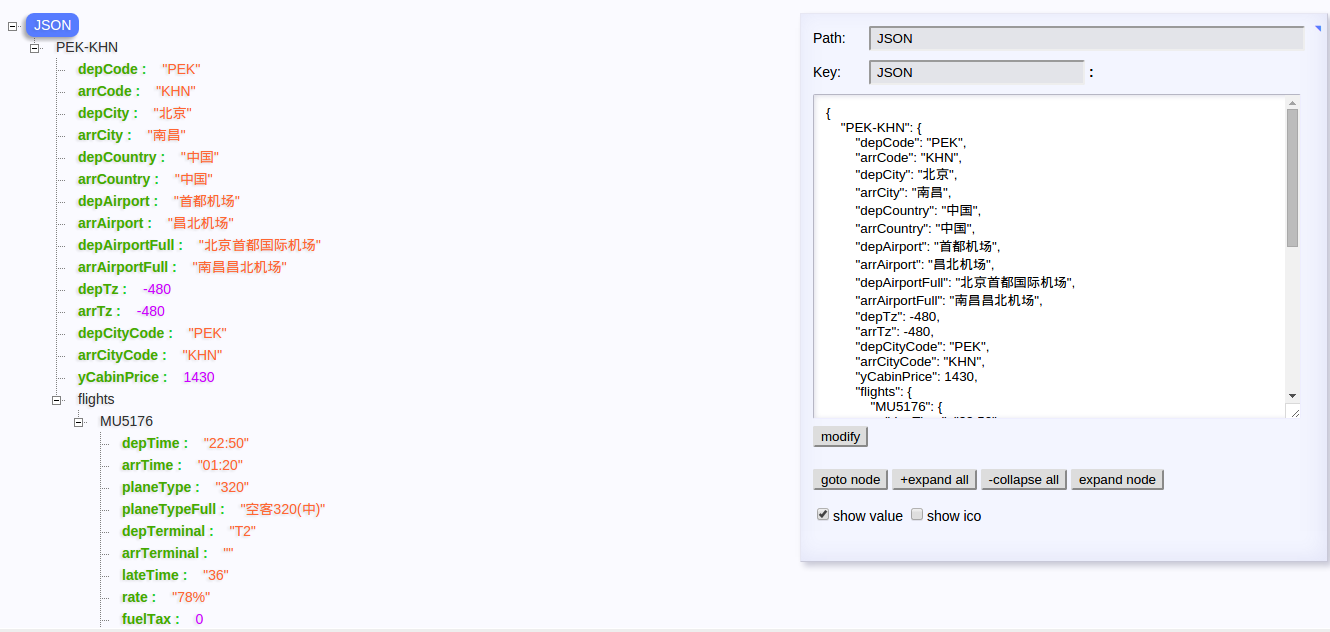 JSON
PEK-KHN
depCode : "PEK"
arrCode : "KHN"
depCity : "北京"
arrCity : "南昌"
depCountry : "中国"
arrCountry : "中国"
depAirport : "首都机场"
arrAirport : "昌北机场"
depAirportFull : "北京首都国际机场"
arrAirportFull : "南昌昌北机场"
depTz : -480
arrTz : -480
depCityCode : "PEK"
arrCityCode : "KHN"
yCabinPrice : 1430
flights
MU5176
depTime : "22:50"
arrTime : "01:20"
planeType : "320"
planeTypeFull : "空客320(中)"
depTerminal : "T2"
arrTerminal : ""
lateTime : "36"
rate : "78%"
fuelTax : 0
Path: JSON
Key: JSON :
{
"PEK-KHN": {
"depCode": "PEK",
"arrCode": "KHN",
"depCity": "北京",
"arrCity": "南昌",
"depCountry": "中国",
"arrCountry": "中国",
"depAirport": "首都机场",
"arrAirport": "昌北机场",
"depAirportFull": "北京首都国际机场",
"arrAirportFull": "南昌昌北机场",
"depTz": -480,
"arrTz": -480,
"depCityCode": "PEK",
"arrCityCode": "KHN",
"yCabinPrice": 1430,
"flights": {
"MU5176": {
modify
goto node +expand all -collapse all expand node
show value show ico